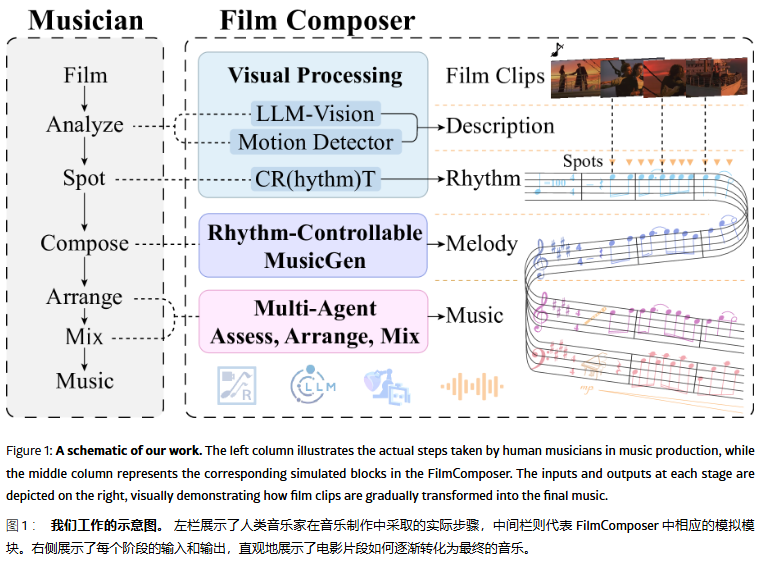 Musician
Film Composer
Film
Analyze
Spot
Compose
Arrange
Mix
Music
Visual Processing
LLM-Vision
Motion Detector
CR(hythm)T
Rhythm-Controllable
MusicGen
Multi-Agent
Assess, Arrange, Mix
R
LLM
Film Clips
Description
Spots
Rhythm
Melody
Music
Figure 1: A schematic of our work. The left column illustrates the actual steps taken by human musicians in music production, while
the middle column represents the corresponding simulated blocks in the FilmComposer. The inputs and outputs at each stage are
depicted on the right, visually demonstrating how film clips are gradually transformed into the final music.
图 1： 我们工作的示意图。 左栏展示了人类音乐家在音乐制作中采取的实际步骤，中间栏则代表 FilmComposer 中相应的模拟模
块。右侧展示了每个阶段的输入和输出，直观地展示了电影片段如何逐渐转化为最终的音乐。